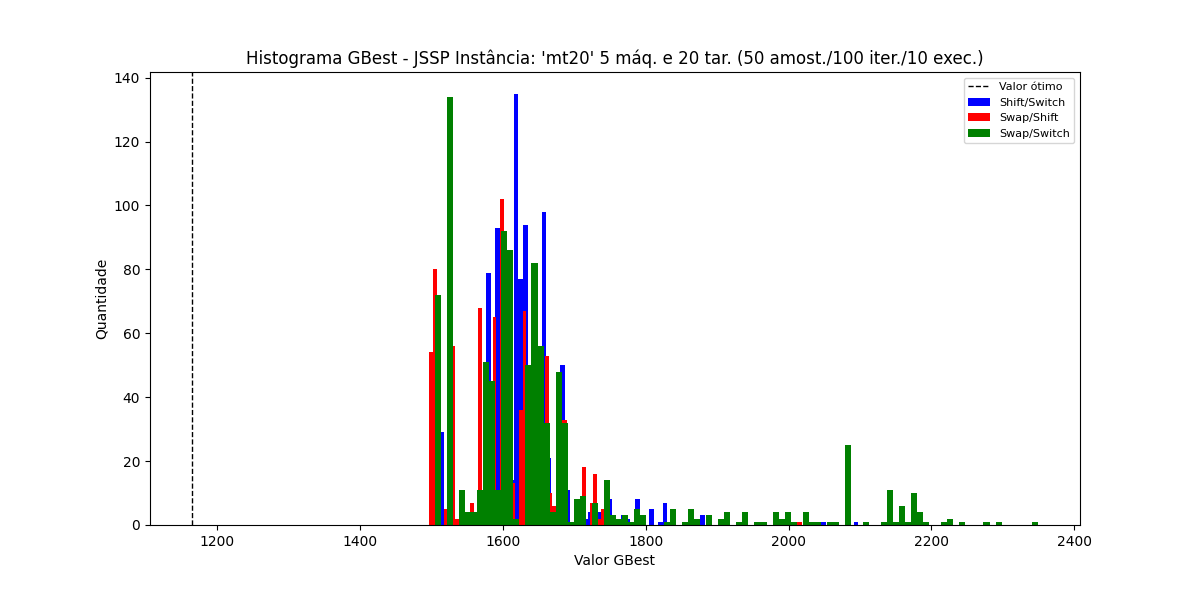 Histograma GBest - JSSP Instância: 'mt20' 5 máq. e 20 tar. (50 amost./100 iter./10 exec.)
140
120
100
80
60
40
20
0
Quantidade
Valor ótimo
Shift/Switch
Swap/Shift
Swap/Switch
1200 1400 1600 1800 2000 2200 2400
Valor GBest